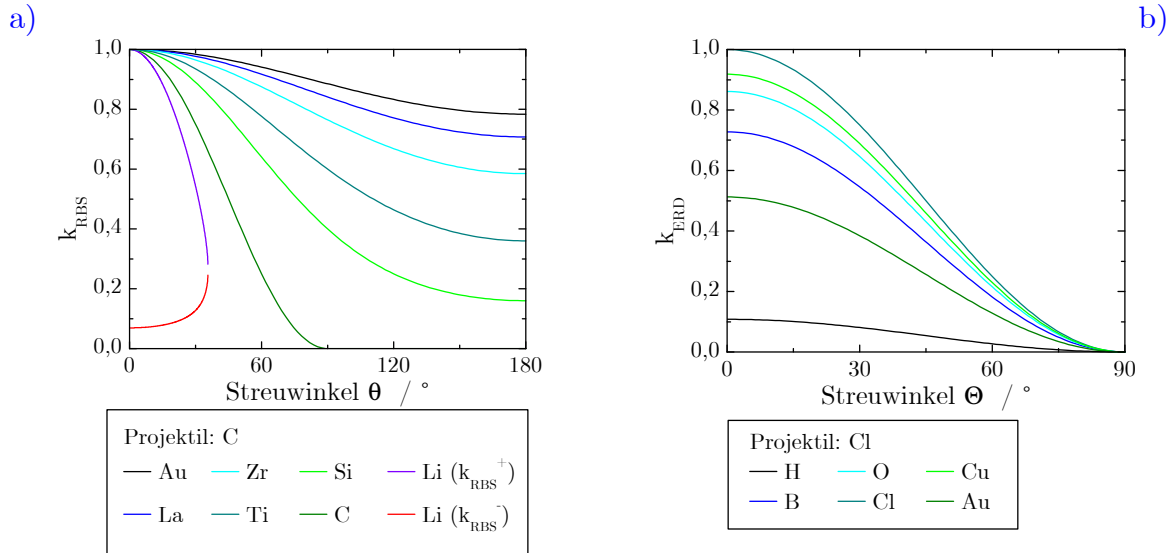 a)
1,0
0,8
0,6
0,4
0,2
0,0
k_RBS
0 60 120 180
Streuwinkel θ / °
Projektil: C
Au Zr Si Li (k_RBS^+)
La Ti C Li (k_RBS^-)
b)
1,0
0,8
0,6
0,4
0,2
0,0
k_ERD
0 30 60 90
Streuwinkel Θ / °
Projektil: Cl
H O Cu
B Cl Au